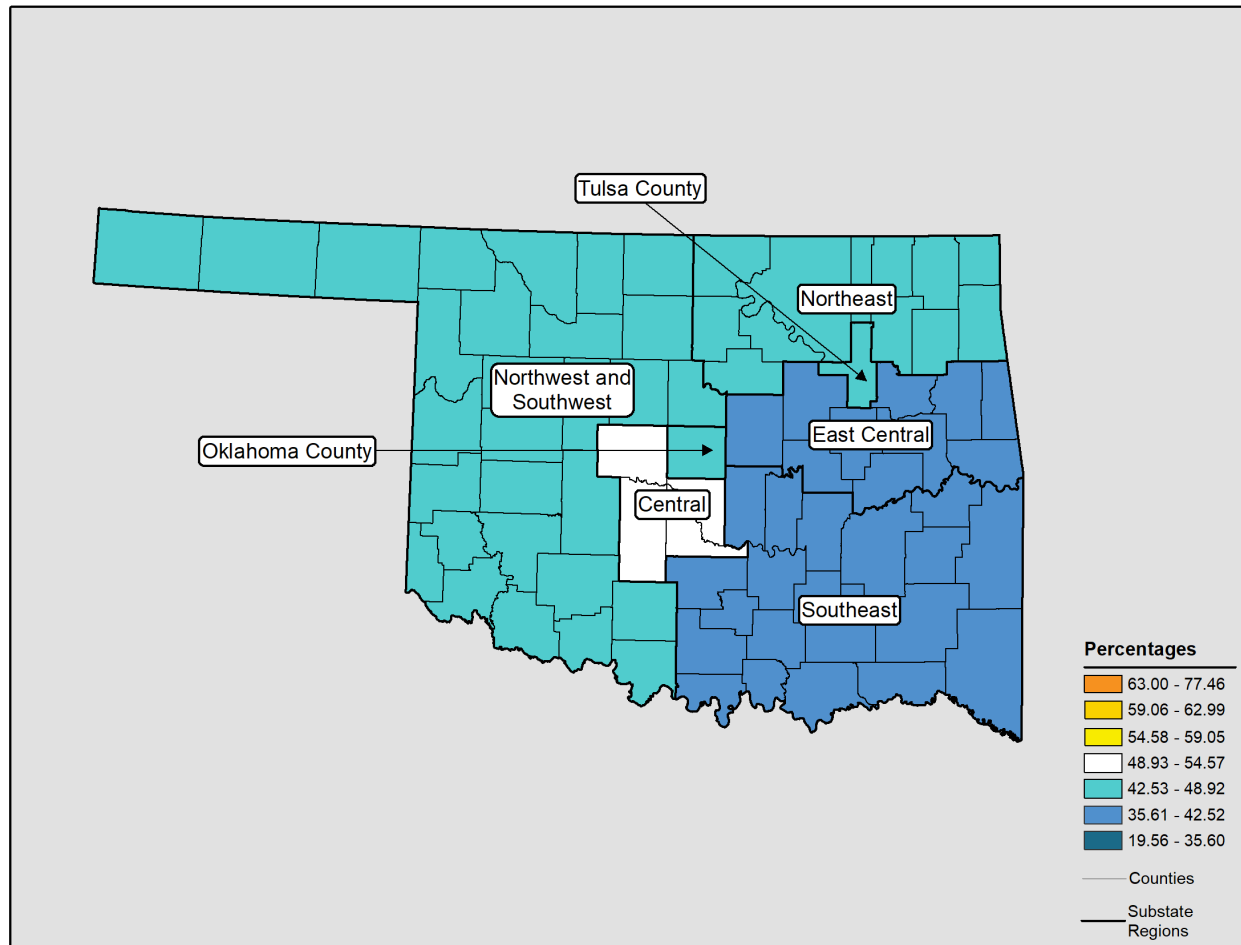 Tulsa County
Northeast
Northwest and
Southwest
East Central
Oklahoma County
Central
Southeast
Percentages
63.00 - 77.46
59.06 - 62.99
54.58 - 59.05
48.93 - 54.57
42.53 - 48.92
35.61 - 42.52
19.56 - 35.60
Counties
Substate
Regions